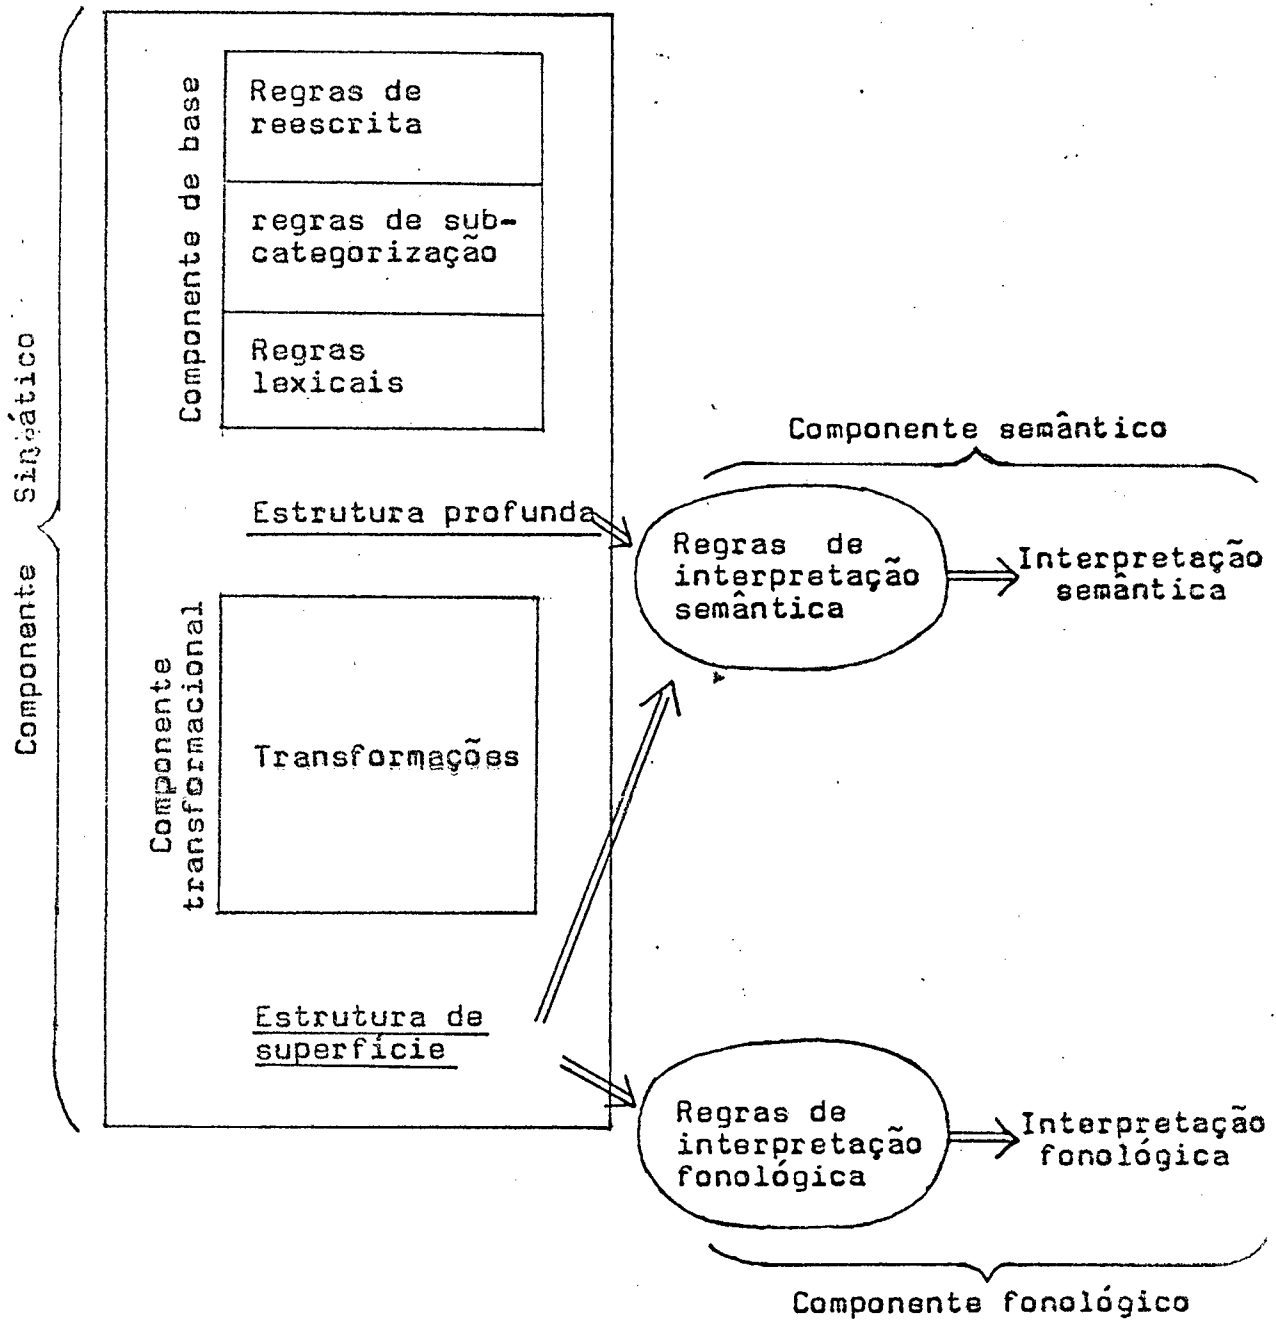 Componente Sintático
Componente de base
Regras de
reescrita
regras de sub-
categorização
Regras
lexicais
Estrutura profunda
Componente
transformacional
Transformações
Estrutura de
superfície
Componente semântico
Regras de
interpretação
semântica
Interpretação
semântica
Regras de
interpretação
fonológica
Interpretação
fonológica
Componente fonológico